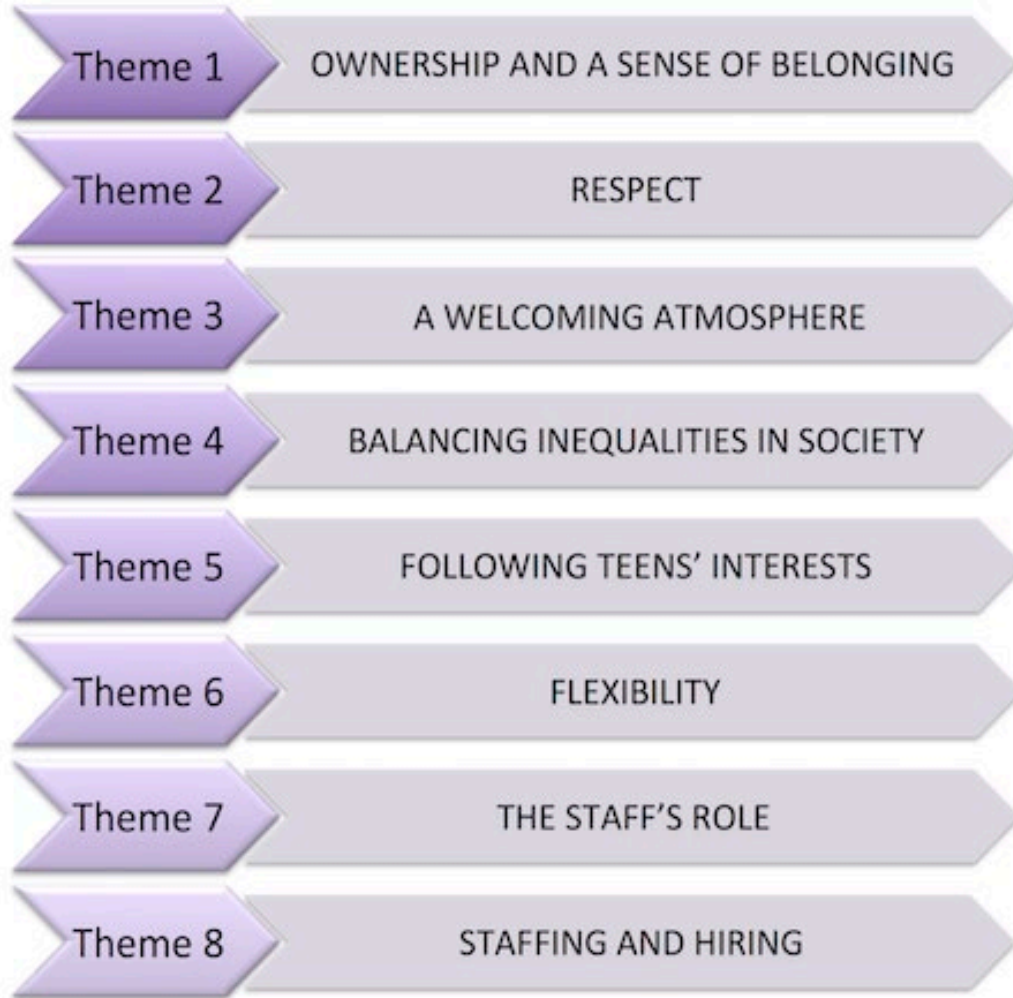 Theme 1 OWNERSHIP AND A SENSE OF BELONGING
Theme 2 RESPECT
Theme 3 A WELCOMING ATMOSPHERE
Theme 4 BALANCING INEQUALITIES IN SOCIETY
Theme 5 FOLLOWING TEENS’ INTERESTS
Theme 6 FLEXIBILITY
Theme 7 THE STAFF’S ROLE
Theme 8 STAFFING AND HIRING